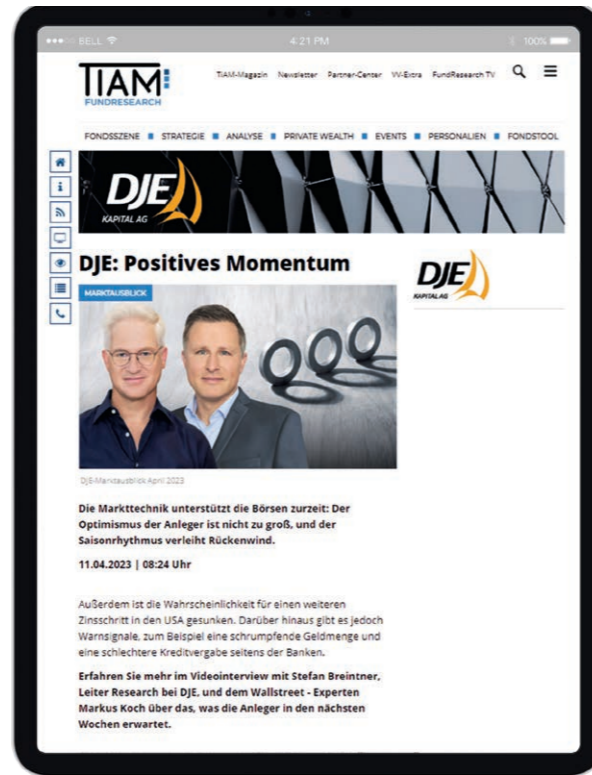 BELL
4:21 PM
100%
TIAM
FUNDRESEARCH
TiAM-Magazin Newsletter Partner-Center VV-Extra FundResearch TV
FONDSSZENE STRATEGIE ANALYSE PRIVATE WEALTH EVENTS PERSONALIEN FONDSTOOL
DJE
KAPITAL AG
DJE: Positives Momentum
DJE
KAPITAL AG
MARKTAUSBLICK
DJE-Marktausblick April 2023
Die Markttechnik unterstützt die Börsen zurzeit: Der
Optimismus der Anleger ist nicht zu groß, und der
Saisonrhythmus verleiht Rückenwind.
11.04.2023 | 08:24 Uhr
Außerdem ist die Wahrscheinlichkeit für einen weiteren
Zinsschritt in den USA gesunken. Darüber hinaus gibt es jedoch
Warnsignale, zum Beispiel eine schrumpfende Geldmenge und
eine schlechtere Kreditvergabe seitens der Banken.
Erfahren Sie mehr im Videointerview mit Stefan Breintner,
Leiter Research bei DJE, und dem Wallstreet - Experten
Markus Koch über das, was die Anleger in den nächsten
Wochen erwartet.